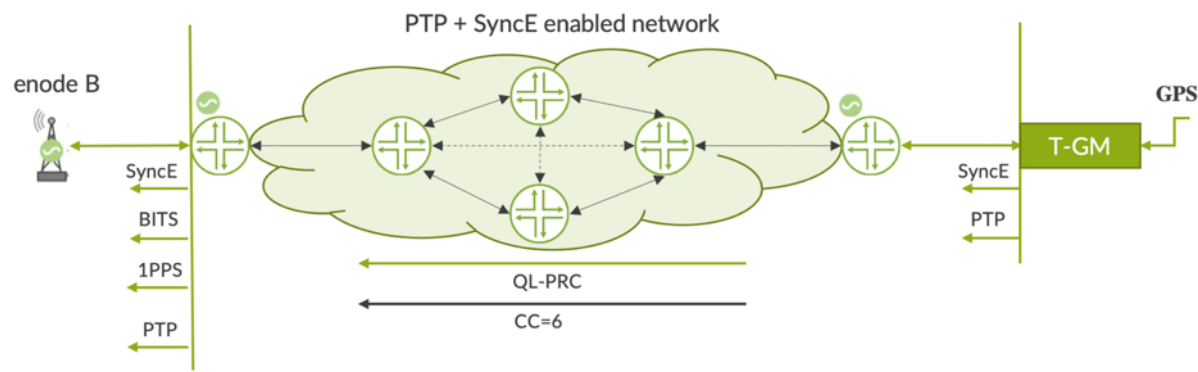 PTP + SyncE enabled network
enode B
GPS
T-GM
SyncE
BITS
1PPS
PTP
SyncE
PTP
QL-PRC
CC=6